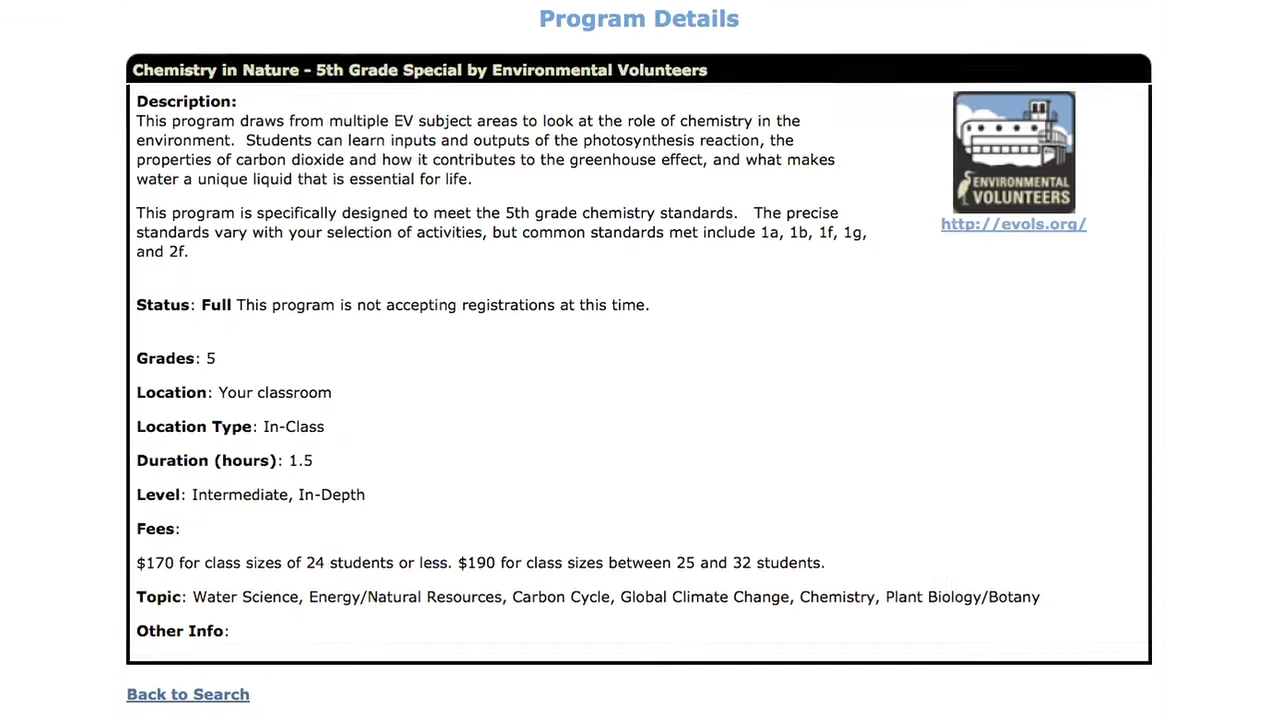 Program Details
Chemistry in Nature - 5th Grade Special by Environmental Volunteers
Description:
This program draws from multiple EV subject areas to look at the role of chemistry in the
environment.  Students can learn inputs and outputs of the photosynthesis reaction, the
properties of carbon dioxide and how it contributes to the greenhouse effect, and what makes
water a unique liquid that is essential for life.
This program is specifically designed to meet the 5th grade chemistry standards.   The precise
standards vary with your selection of activities, but common standards met include 1a, 1b, 1f, 1g,
and 2f.
ENVIRONMENTAL
VOLUNTEERS
http://evols.org/
Status: Full This program is not accepting registrations at this time.
Grades: 5
Location: Your classroom
Location Type: In-Class
Duration (hours): 1.5
Level: Intermediate, In-Depth
Fees:
$170 for class sizes of 24 students or less. $190 for class sizes between 25 and 32 students.
Topic: Water Science, Energy/Natural Resources, Carbon Cycle, Global Climate Change, Chemistry, Plant Biology/Botany
Other Info:
Back to Search